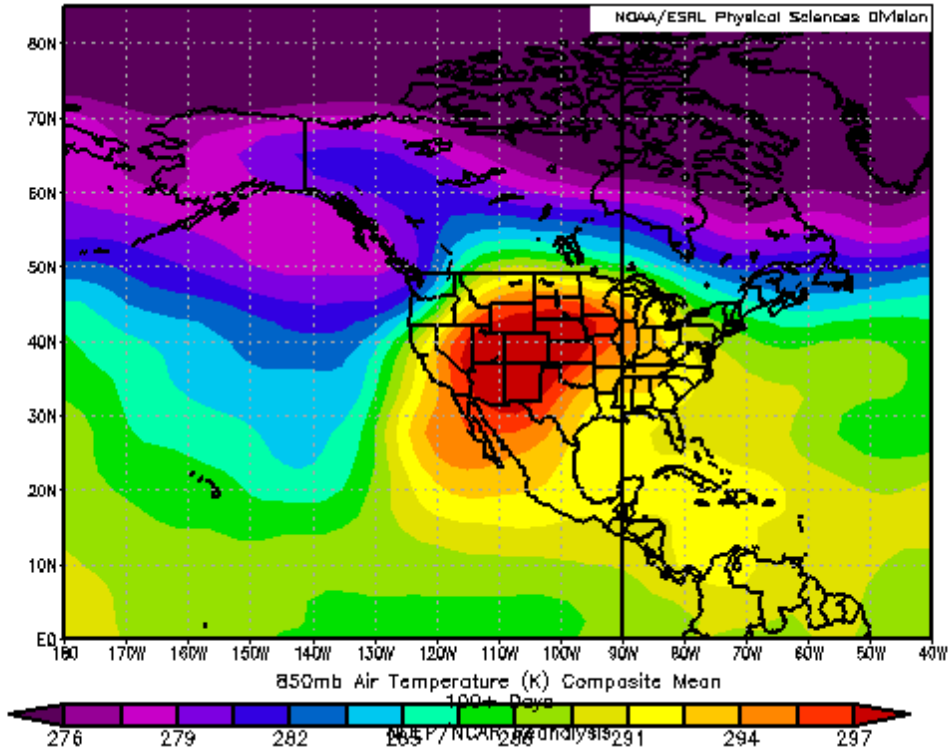 NOAA/ESRL Physical Sciences Division
80N
70N
60N
50N
40N
30N
20N
10N
EQ
180 170W 160W 150W 140W 130W 120W 110W 100W 90W 80W 70W 60W 50W 40W
850mb Air Temperature (K) Composite Mean
100+ Days
276 279 282 285 288 291 294 297
NCEP/NCAR Reanalysis